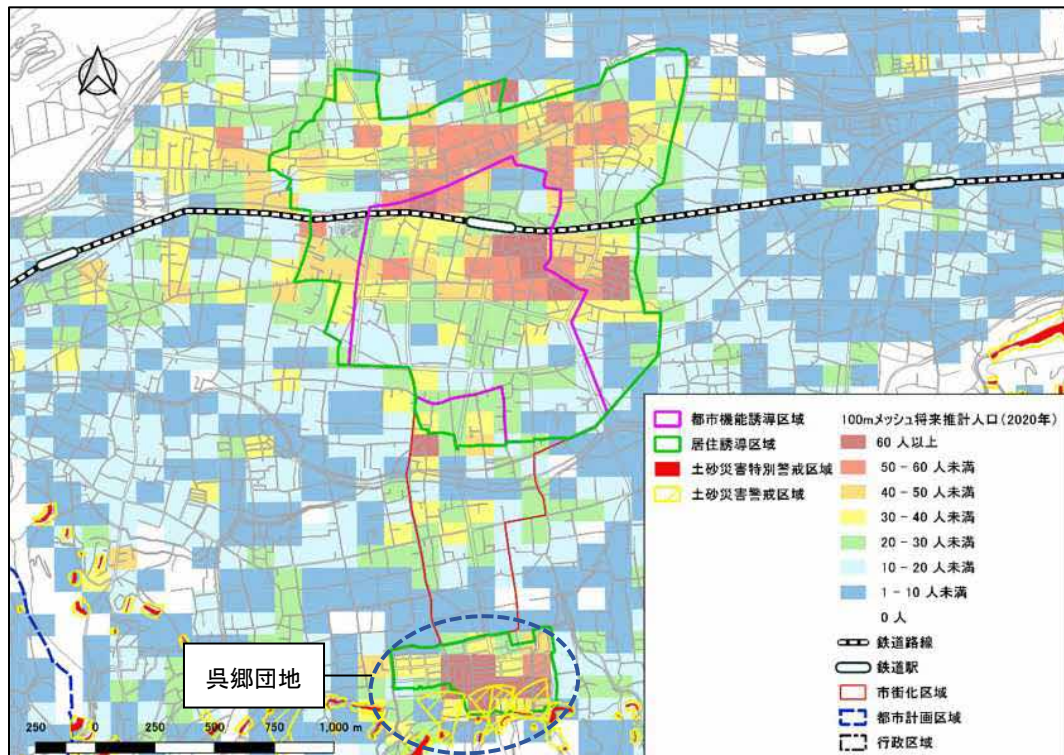 都市機能誘導区域
居住誘導区域
土砂災害特別警戒区域
土砂災害警戒区域
100mメッシュ将来推計人口(2020年)
60 人以上
50 - 60 人未満
40 - 50 人未満
30 - 40 人未満
20 - 30 人未満
10 - 20 人未満
1 - 10 人未満
0 人
鉄道路線
鉄道駅
市街化区域
都市計画区域
行政区域
呉郷団地
250 0 250 500 750 1,000 m